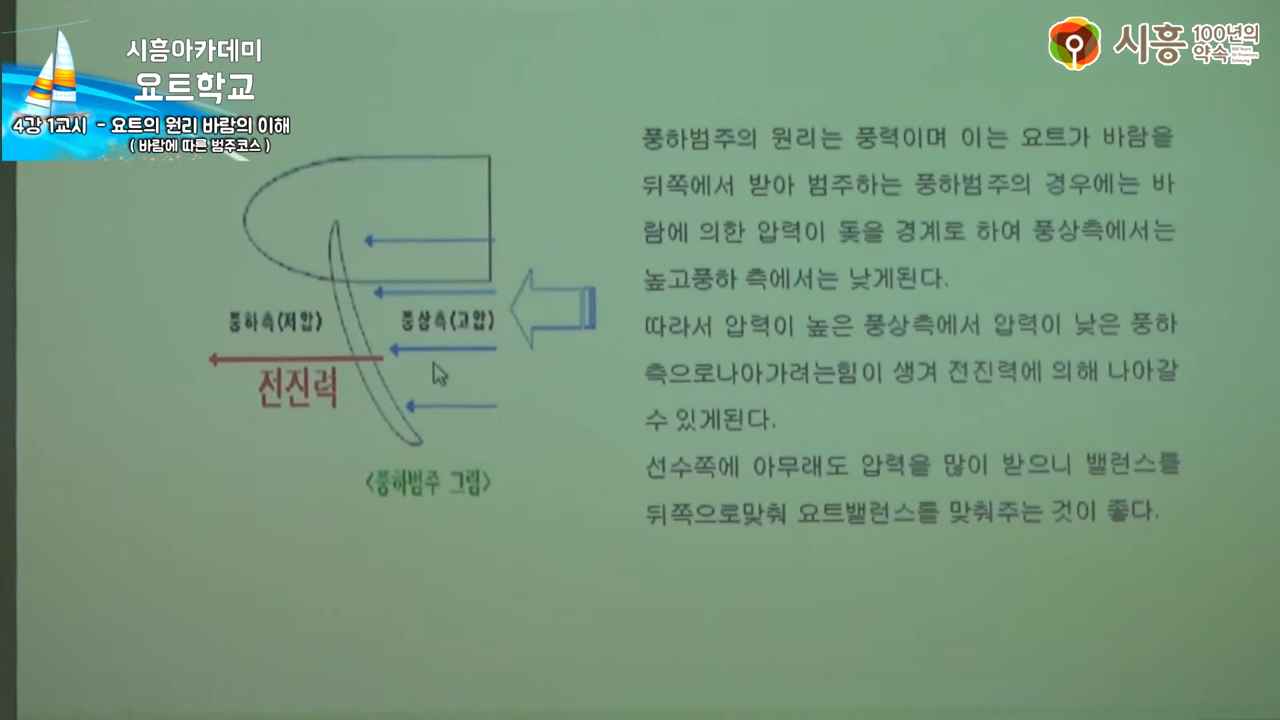 시흥아카데미
요트학교
4강 1교시 - 요트의 원리 바람의 이해
( 바람에 따른 범주코스 )
시흥 100년의 약속
풍하범주의 원리는 풍력이며 이는 요트가 바람을
뒤쪽에서 받아 범주하는 풍하범주의 경우에는 바
람에 의한 압력이 돛을 경계로 하여 풍상측에서는
높고풍하 측에서는 낮게된다.
따라서 압력이 높은 풍상측에서 압력이 낮은 풍하
측으로나아가려는힘이 생겨 전진력에 의해 나아갈
수 있게된다.
선수쪽에 아무래도 압력을 많이 받으니 밸런스를
뒤쪽으로맞춰 요트밸런스를 맞춰주는 것이 좋다.
풍하측(저압)
풍상측(고압)
전진력
<풍하범주 그림>